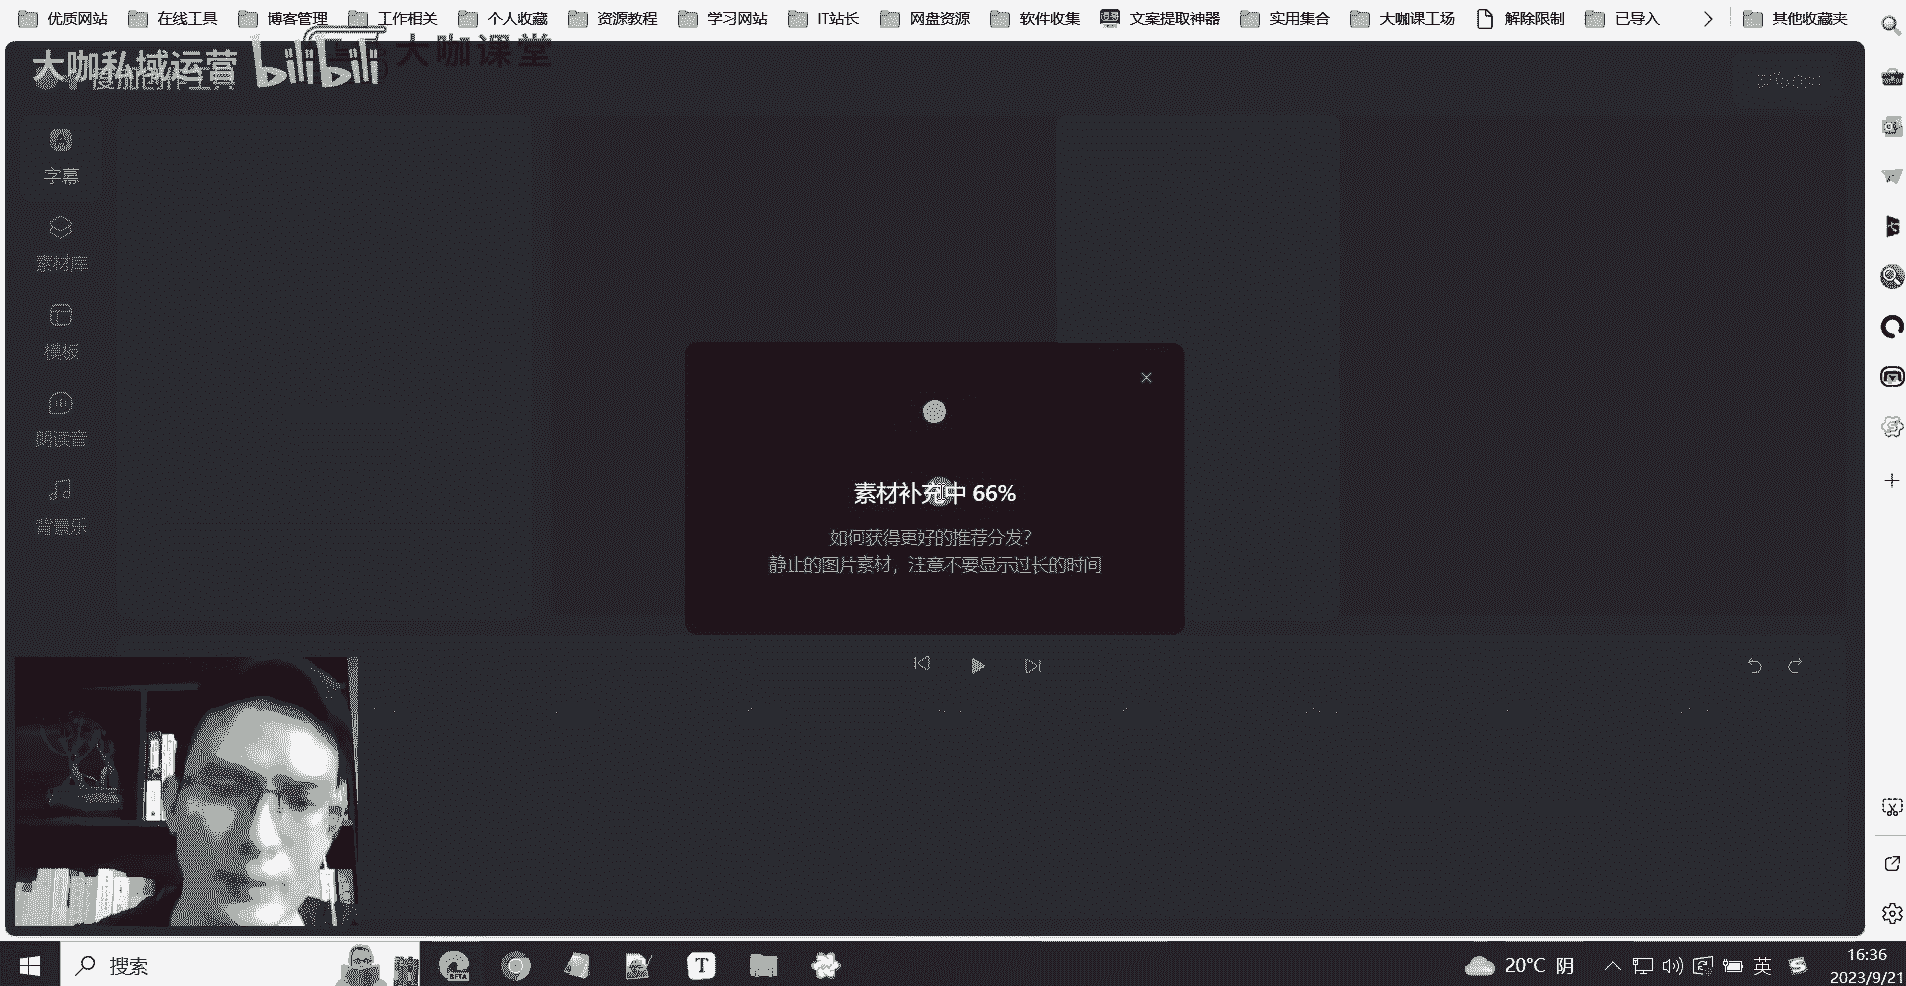 优质网站 在线工具 博客管理 工作相关 个人收藏 资源教程 学习网站 IT站长 网盘资源 软件收集 文案提取神器 实用集合 大咖课工场 解除限制 已导入 其他收藏夹
大咖私域运营 bilibili 大咖课堂
度加创作工具
字幕
素材库
模板
朗读音
背景乐
素材补充中 66%
如何获得更好的推荐分发?
静止的图片素材，注意不要显示过长的时间
搜索
BETA
T
20°C 阴
英
16:36
2023/9/21